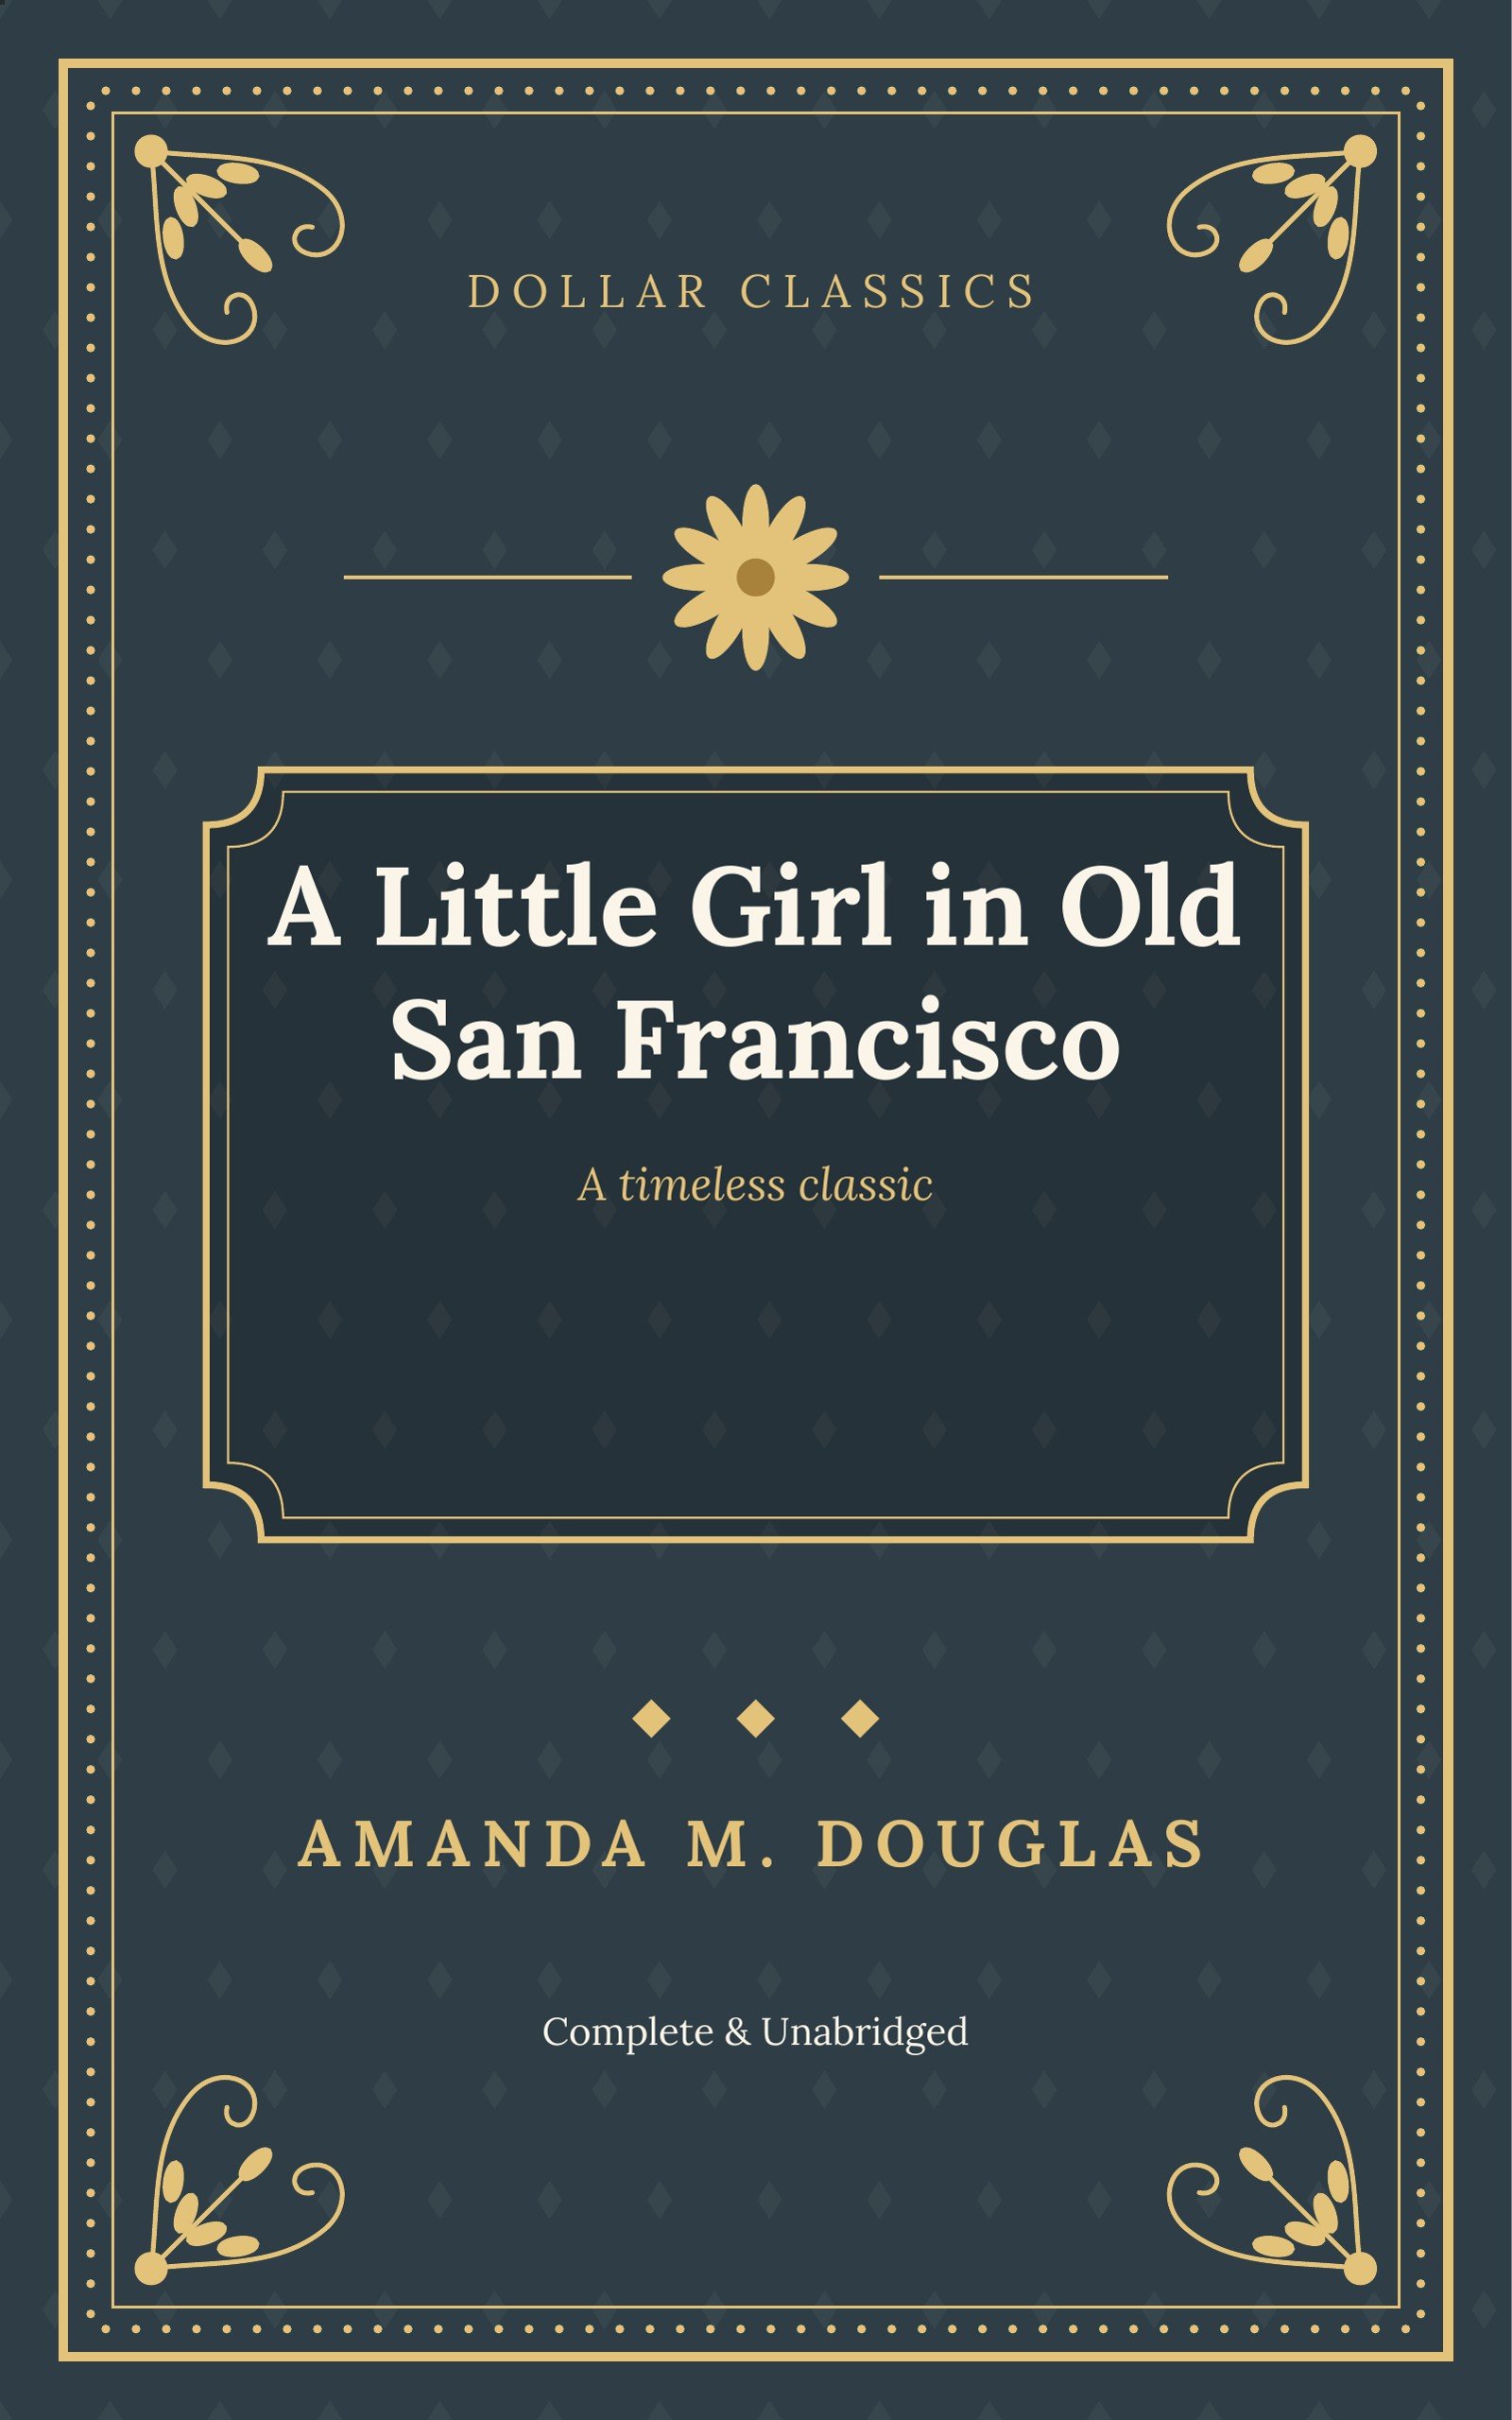 DOLLAR CLASSICS
A Little Girl in Old
San Francisco
A timeless classic
AMANDA M. DOUGLAS
Complete & Unabridged